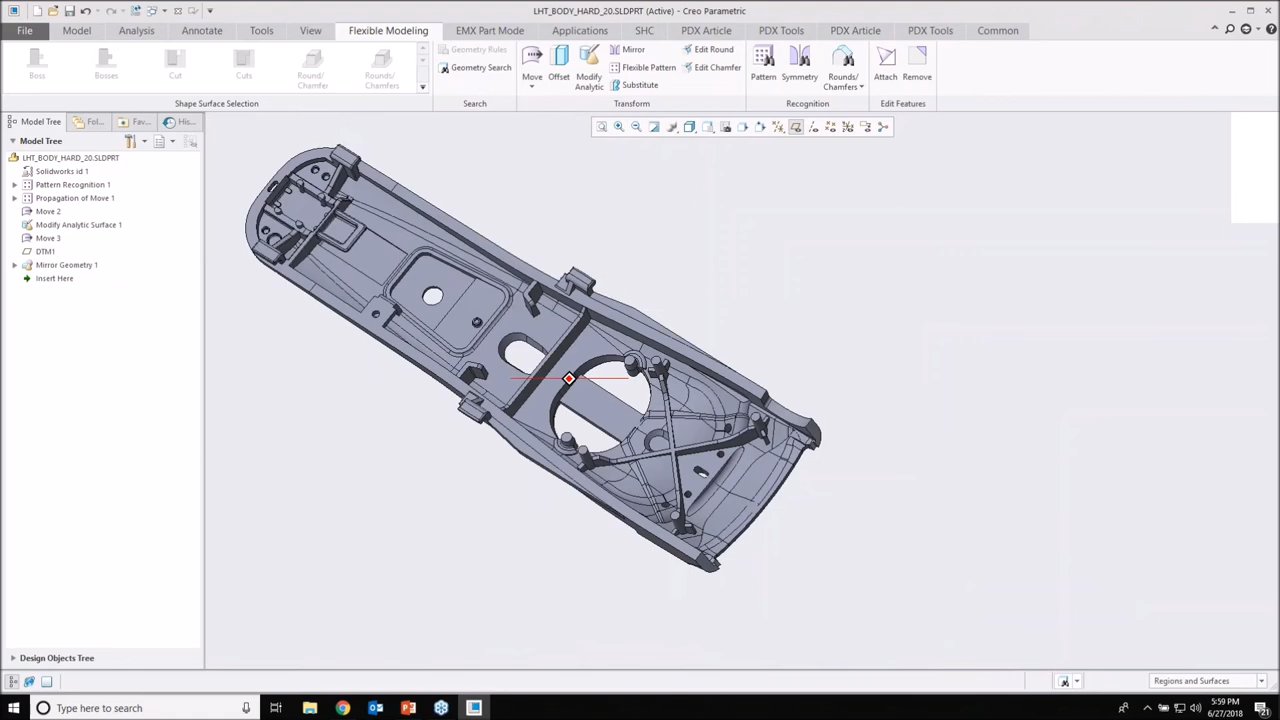 LHT_BODY_HARD_20.SLDPRT (Active) - Creo Parametric
File Model Analysis Annotate Tools View Flexible Modeling EMX Part Mode Applications SHC PDX Article PDX Tools PDX Article PDX Tools Common
Boss Bosses Cut Cuts Round/ Chamfer Rounds/ Chamfers
Shape Surface Selection
Geometry Rules
Geometry Search
Search
Move Offset Modify Analytic
Mirror
Flexible Pattern
Substitute
Edit Round
Edit Chamfer
Transform
Pattern Symmetry Rounds/ Chamfers
Recognition
Attach Remove
Edit Features
Model Tree Fol... Fav... His...
Model Tree
LHT_BODY_HARD_20.SLDPRT
Solidworks id 1
Pattern Recognition 1
Propagation of Move 1
Move 2
Modify Analytic Surface 1
Move 3
DTM1
Mirror Geometry 1
Insert Here
Design Objects Tree
Regions and Surfaces
Type here to search
5:59 PM
6/27/2018